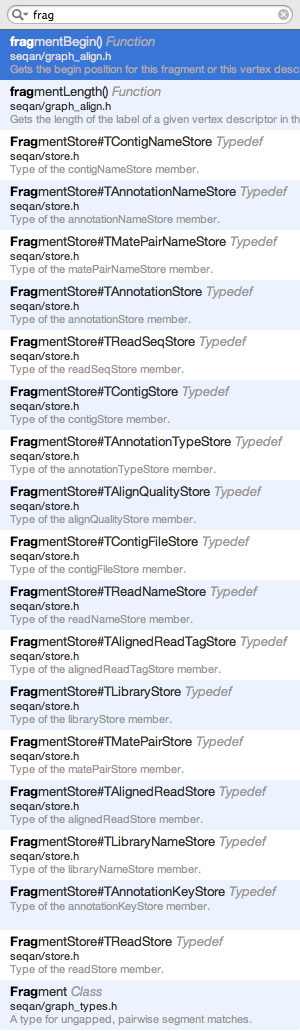 frag
fragmentBegin() Function
seqan/graph_align.h
Gets the begin position for this fragment or this vertex desc
fragmentLength() Function
seqan/graph_align.h
Gets the length of the label of a given vertex descriptor in th
FragmentStore#TContigNameStore Typedef
seqan/store.h
Type of the contigNameStore member.
FragmentStore#TAnnotationNameStore Typedef
seqan/store.h
Type of the annotationNameStore member.
FragmentStore#TMatePairNameStore Typedef
seqan/store.h
Type of the matePairNameStore member.
FragmentStore#TAnnotationStore Typedef
seqan/store.h
Type of the annotationStore member.
FragmentStore#TReadSeqStore Typedef
seqan/store.h
Type of the readSeqStore member.
FragmentStore#TContigStore Typedef
seqan/store.h
Type of the contigStore member.
FragmentStore#TAnnotationTypeStore Typedef
seqan/store.h
Type of the annotationTypeStore member.
FragmentStore#TAlignQualityStore Typedef
seqan/store.h
Type of the alignQualityStore member.
FragmentStore#TContigFileStore Typedef
seqan/store.h
Type of the contigFileStore member.
FragmentStore#TReadNameStore Typedef
seqan/store.h
Type of the readNameStore member.
FragmentStore#TAlignedReadTagStore Typedef
seqan/store.h
Type of the alignedReadTagStore member.
FragmentStore#TLibraryStore Typedef
seqan/store.h
Type of the libraryStore member.
FragmentStore#TMatePairStore Typedef
seqan/store.h
Type of the matePairStore member.
FragmentStore#TAlignedReadStore Typedef
seqan/store.h
Type of the alignedReadStore member.
FragmentStore#TLibraryNameStore Typedef
seqan/store.h
Type of the libraryNameStore member.
FragmentStore#TAnnotationKeyStore Typedef
Type of the annotationKeyStore member.
FragmentStore#TReadStore Typedef
seqan/store.h
Type of the readStore member.
Fragment Class
seqan/graph_types.h
A type for ungapped, pairwise segment matches.